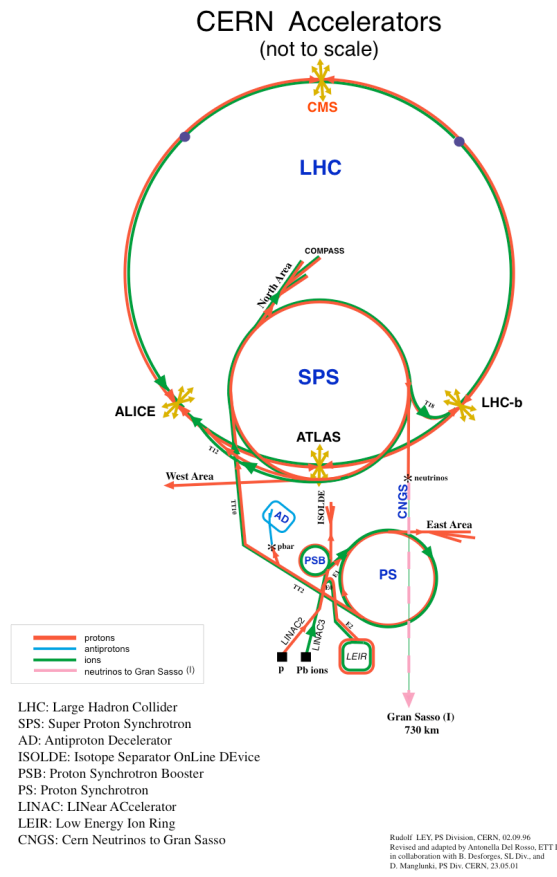 CERN Accelerators
(not to scale)
CMS
LHC
COMPASS
North Area
SPS
TI8
ALICE
LHC-b
ATLAS
TI2
West Area
neutrinos
CNGS
TT10
AD
ISOLDE
East Area
pbar
PSB
PS
TT2
E2
LINAC2
LINAC3
LEIR
p
Pb ions
protons
antiprotons
ions
neutrinos to Gran Sasso (I)
Gran Sasso (I)
730 km
LHC: Large Hadron Collider
SPS: Super Proton Synchrotron
AD: Antiproton Decelerator
ISOLDE: Isotope Separator OnLine DEvice
PSB: Proton Synchrotron Booster
PS: Proton Synchrotron
LINAC: LINear ACcelerator
LEIR: Low Energy Ion Ring
CNGS: Cern Neutrinos to Gran Sasso
Rudolf LEY, PS Division, CERN, 02.09.96
Revised and adapted by Antonella Del Rosso, ETT
in collaboration with B. Desforges, SL Div., and
D. Manglunki, PS Div. CERN, 23.05.01